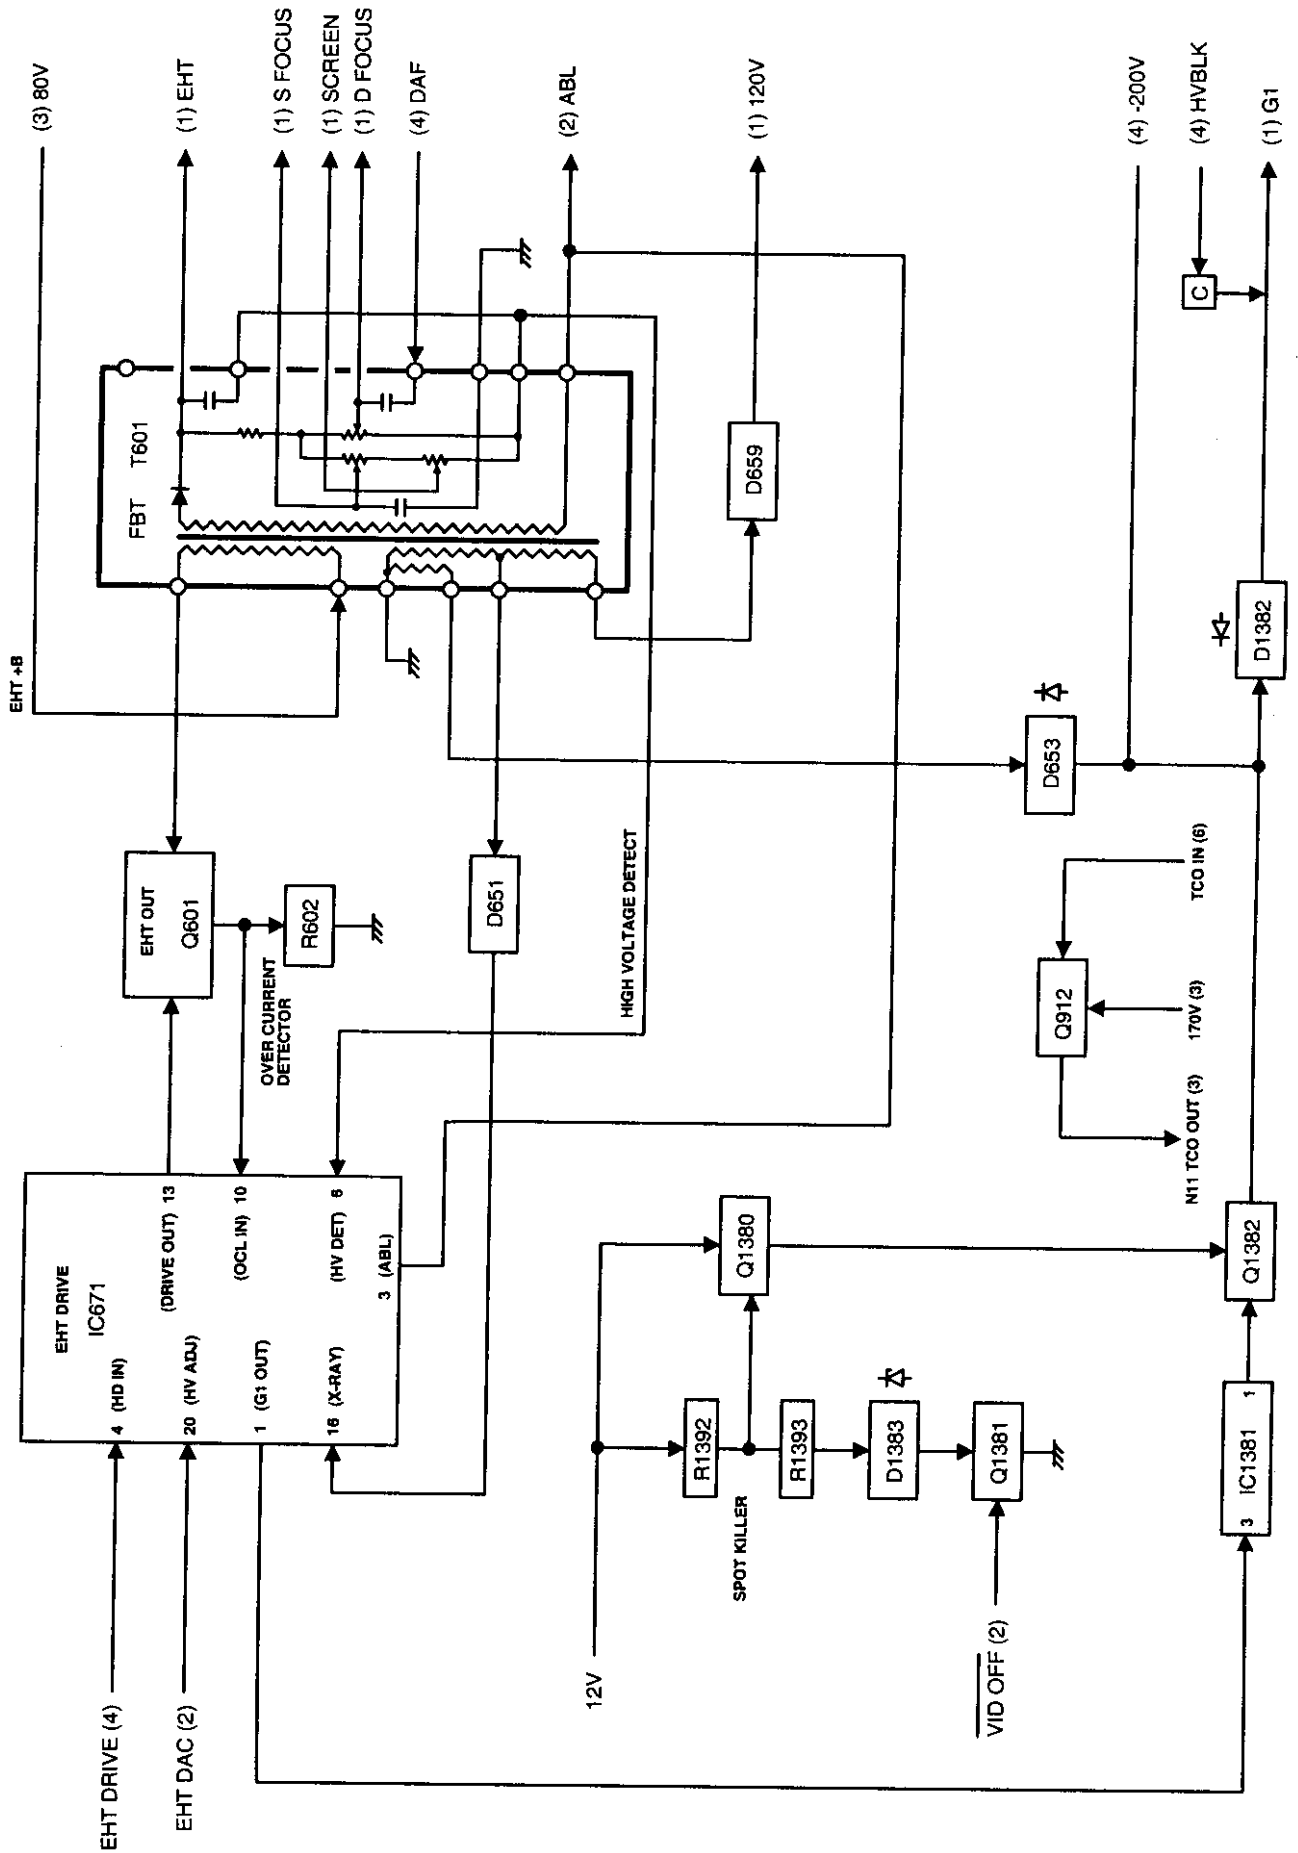 (3) 80V
(1) EHT
(1) S FOCUS
(1) SCREEN
(1) D FOCUS
(4) DAF
(2) ABL
(1) 120V
(4) -200V
(4) HVBLK
(1) G1
C
EHT +B
FBT T601
D659
D1382
D653
EHT OUT
Q601
R602
OVER CURRENT
DETECTOR
D651
HIGH VOLTAGE DETECT
TCO IN (6)
Q912
170V (3)
N11 TCO OUT (3)
EHT DRIVE
IC671
(DRIVE OUT) 13
(OCL IN) 10
(HV DET) 6
3 (ABL)
4 (HD IN)
20 (HV ADJ)
1 (G1 OUT)
16 (X-RAY)
Q1380
Q1382
R1392
R1393
D1383
Q1381
3 IC1381 1
SPOT KILLER
12V
VID OFF (2)
EHT DRIVE (4)
EHT DAC (2)